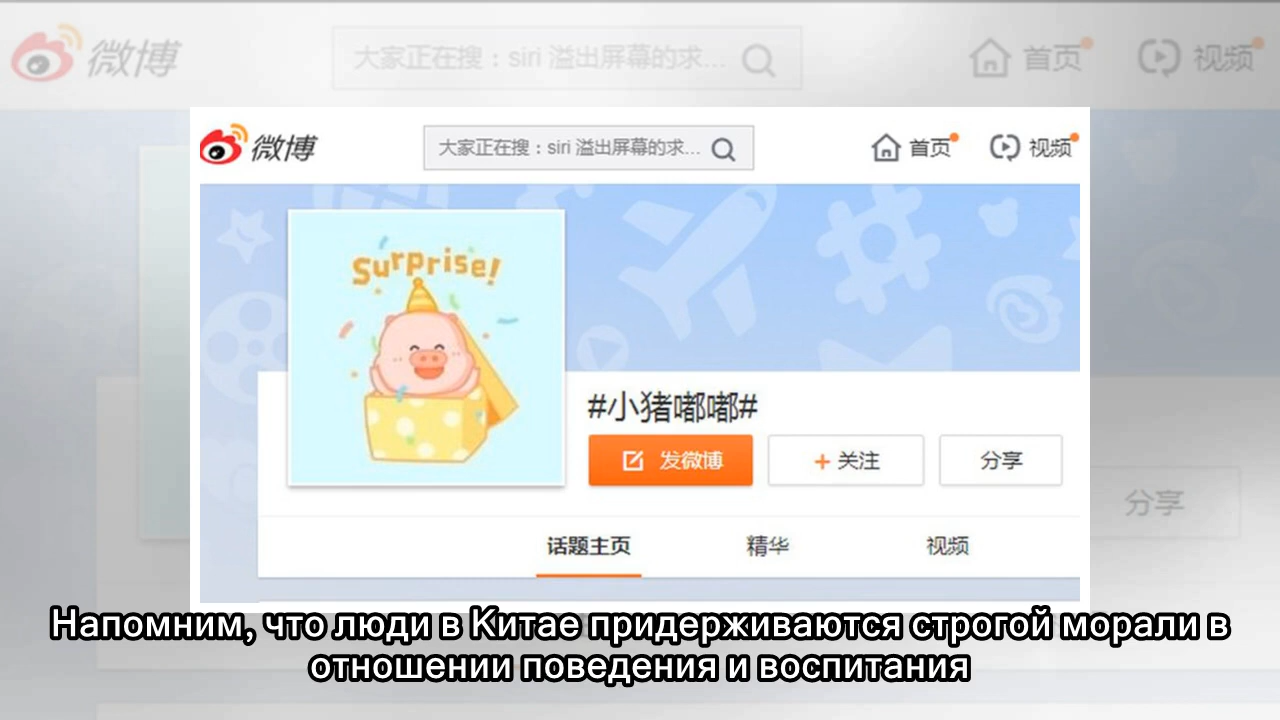 微博
大家正在搜：siri 溢出屏幕的求...
首页
视频
微博
大家正在搜：siri 溢出屏幕的求...
首页
视频
Surprise!
#小猪嘟嘟#
发微博
+关注
分享
分享
话题主页
精华
视频
Напомним, что люди в Китае придерживаются строгой морали в
отношении поведения и воспитания